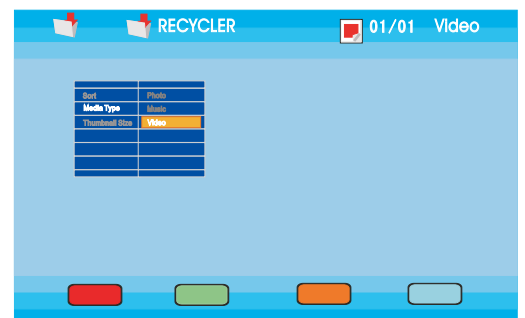 RECYCLER
01/01 Video
Sort Photo
Media Type Music
Thumbnail Size Video